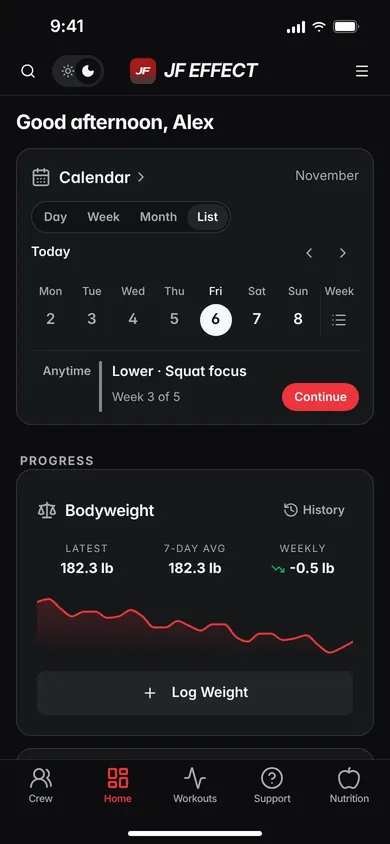 9:41
JF JF EFFECT
Good afternoon, Alex
Calendar
November
Day Week Month List
Today
Mon Tue Wed Thu Fri Sat Sun Week
2 3 4 5 6 7 8
Anytime
Lower · Squat focus
Week 3 of 5
Continue
PROGRESS
Bodyweight
History
LATEST 7-DAY AVG WEEKLY
182.3 lb 182.3 lb -0.5 lb
+ Log Weight
Crew Home Workouts Support Nutrition